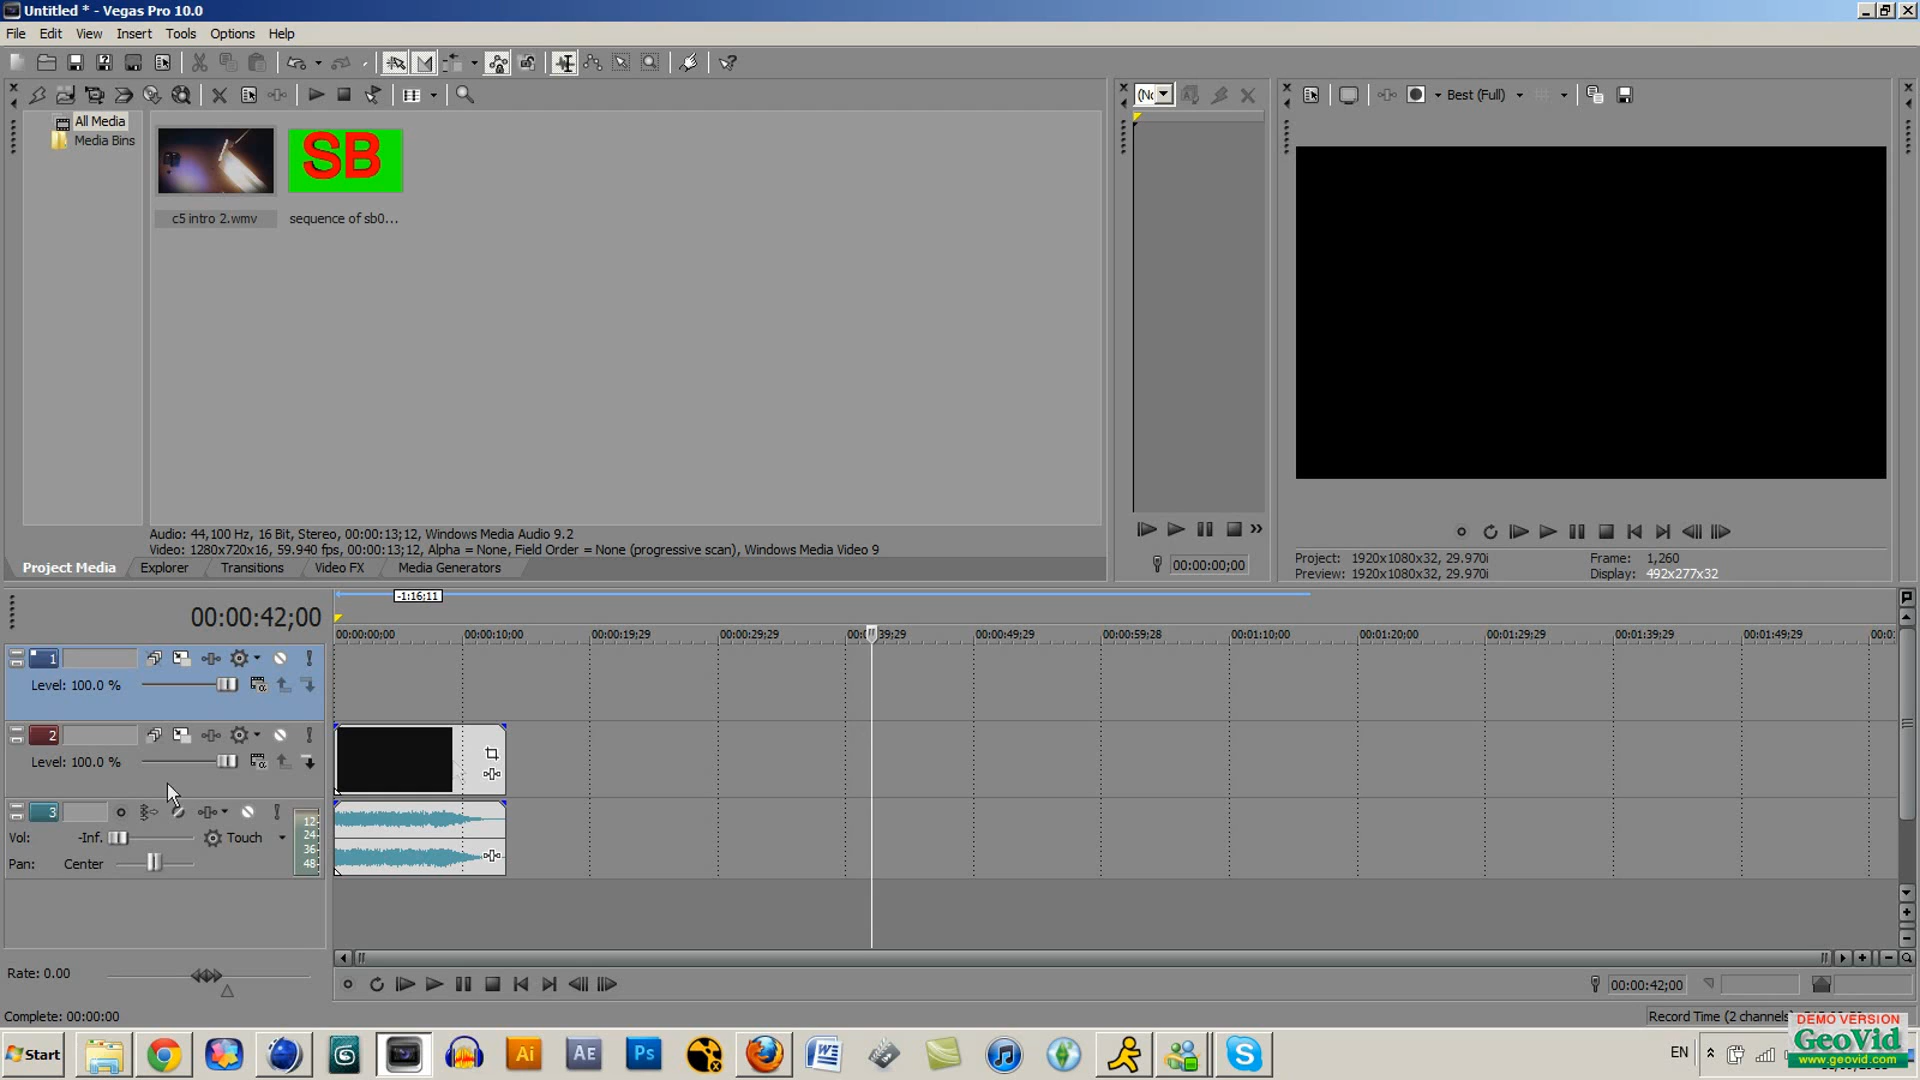 Untitled * - Vegas Pro 10.0
File Edit View Insert Tools Options Help
Best (Full)
All Media
Media Bins
SB
c5 intro 2.wmv
sequence of sb0...
Audio: 44,100 Hz, 16 Bit, Stereo, 00:00:13;12, Windows Media Audio 9.2
Video: 1280x720x16, 59.940 fps, 00:00:13;12, Alpha = None, Field Order = None (progressive scan), Windows Media Video 9
Project Media Explorer Transitions Video FX Media Generators
00:00:00;00
Project: 1920x1080x32, 29.970i
Frame: 1,260
Preview: 1920x1080x32, 29.970i
Display: 492x277x32
-1:16;11
00:00:42;00
00:00:00;00 00:00:10;00 00:00:19;29 00:00:29;29 00:00:49;29 00:00:59;28 00:01:10;00 00:01:20;00 00:01:29;29 00:01:39;29 00:01:49;29
1
Level: 100.0 %
2
Level: 100.0 %
3
Vol: -Inf. Touch
Pan: Center
12
24
36
48
Rate: 0.00
00:00:42;00
Complete: 00:00:00
Record Time (2 channels)
DEMO VERSION
GeoVid
www.geovid.com
Start
Ai
AE
Ps
EN